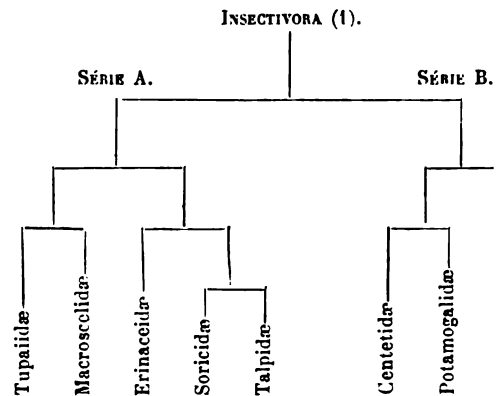 INSECTIVORA (1).
SÉRIE A.
SÉRIE B.
Tupaiidæ
Macroscelidæ
Erinaceidæ
Soricidæ
Talpidæ
Centetidæ
Potamogalidæ